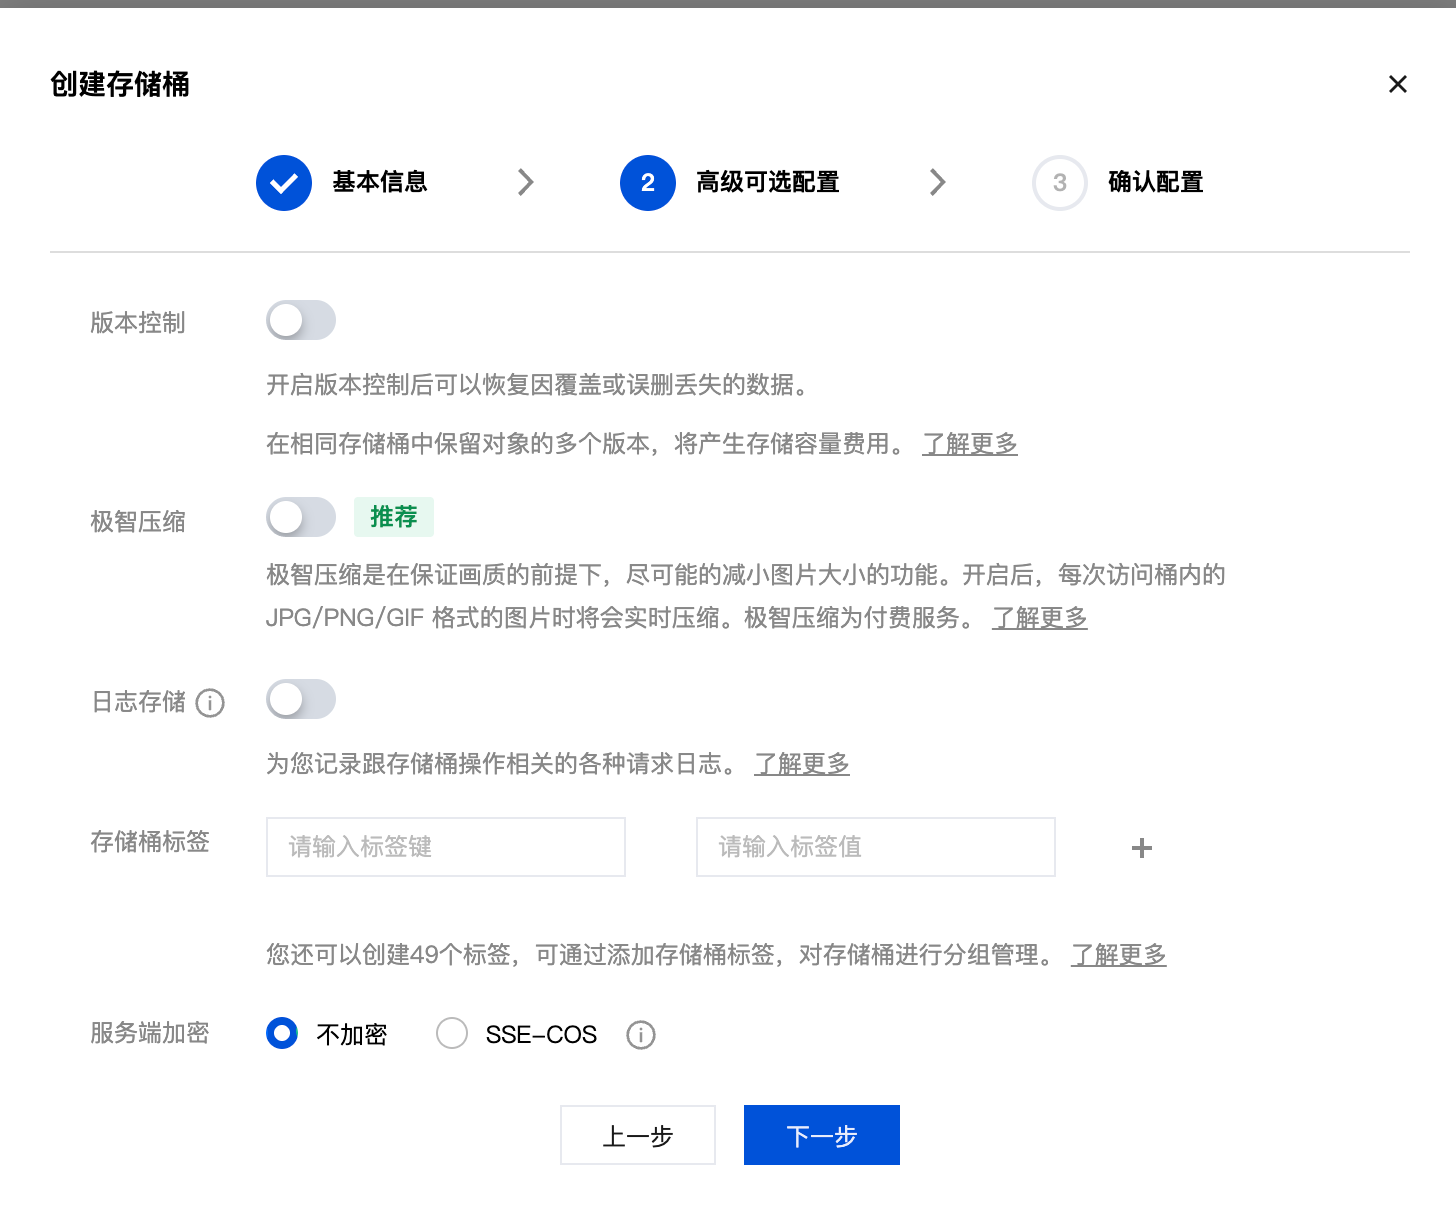 创建存储桶
基本信息
2 高级可选配置
3 确认配置
版本控制
开启版本控制后可以恢复因覆盖或误删丢失的数据。
在相同存储桶中保留对象的多个版本，将产生存储容量费用。 了解更多
极智压缩 推荐
极智压缩是在保证画质的前提下，尽可能的减小图片大小的功能。开启后，每次访问桶内的
JPG/PNG/GIF 格式的图片时将会实时压缩。极智压缩为付费服务。 了解更多
日志存储
为您记录跟存储桶操作相关的各种请求日志。 了解更多
存储桶标签 请输入标签键 请输入标签值
您还可以创建49个标签，可通过添加存储桶标签，对存储桶进行分组管理。 了解更多
服务端加密 不加密 SSE-COS
上一步 下一步